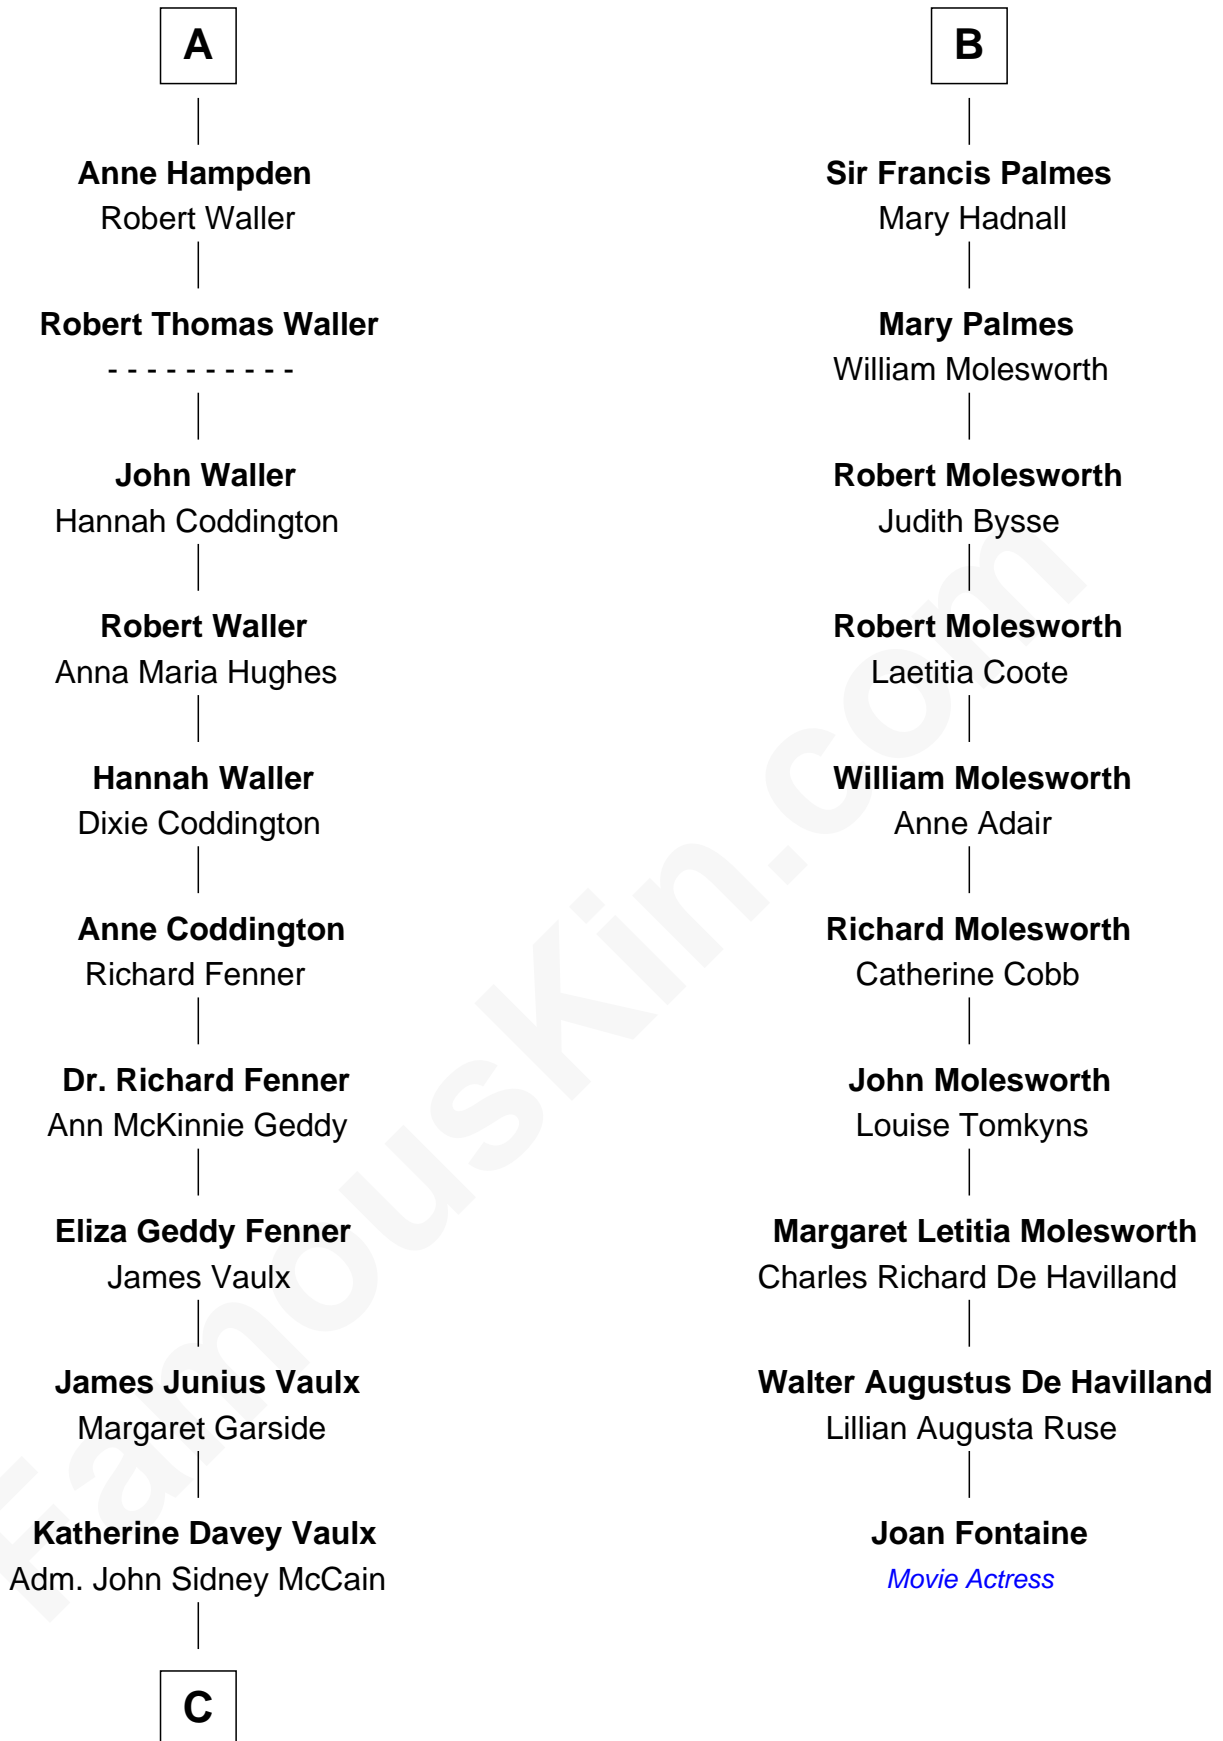 A
Anne Hampden
Robert Waller
Robert Thomas Waller
- - - - - - - - - -
John Waller
Hannah Coddington
Robert Waller
Anna Maria Hughes
Hannah Waller
Dixie Coddington
Anne Coddington
Richard Fenner
Dr. Richard Fenner
Ann McKinnie Geddy
Eliza Geddy Fenner
James Vaulx
James Junius Vaulx
Margaret Garside
Katherine Davey Vaulx
Adm. John Sidney McCain
C
B
Sir Francis Palmes
Mary Hadnall
Mary Palmes
William Molesworth
Robert Molesworth
Judith Bysse
Robert Molesworth
Laetitia Coote
William Molesworth
Anne Adair
Richard Molesworth
Catherine Cobb
John Molesworth
Louise Tomkyns
Margaret Letitia Molesworth
Charles Richard De Havilland
Walter Augustus De Havilland
Lillian Augusta Ruse
Joan Fontaine
Movie Actress
FamousKin.com